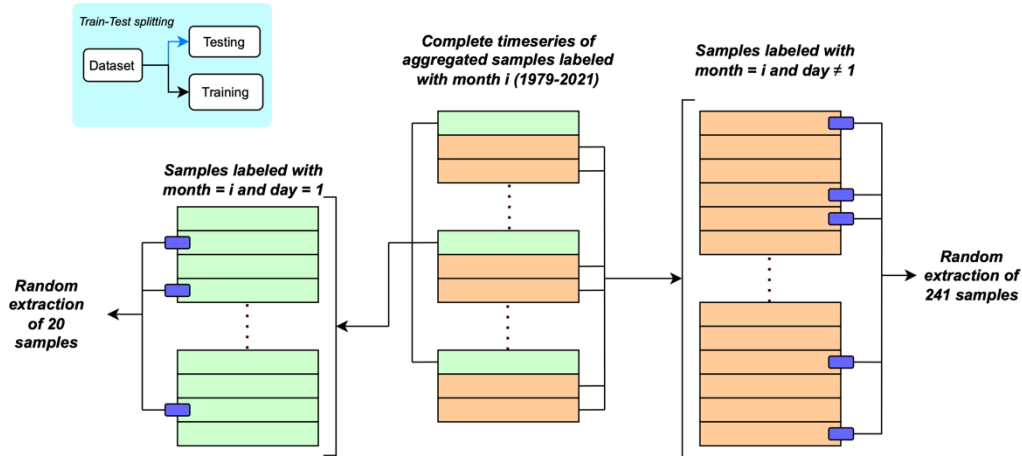 Train-Test splitting
Dataset
Testing
Training
Complete timeseries of
aggregated samples labeled
with month i (1979-2021)
Samples labeled with
month = i and day ≠ 1
Samples labeled with
month = i and day = 1
Random
extraction
of 20
samples
Random
extraction of
241 samples